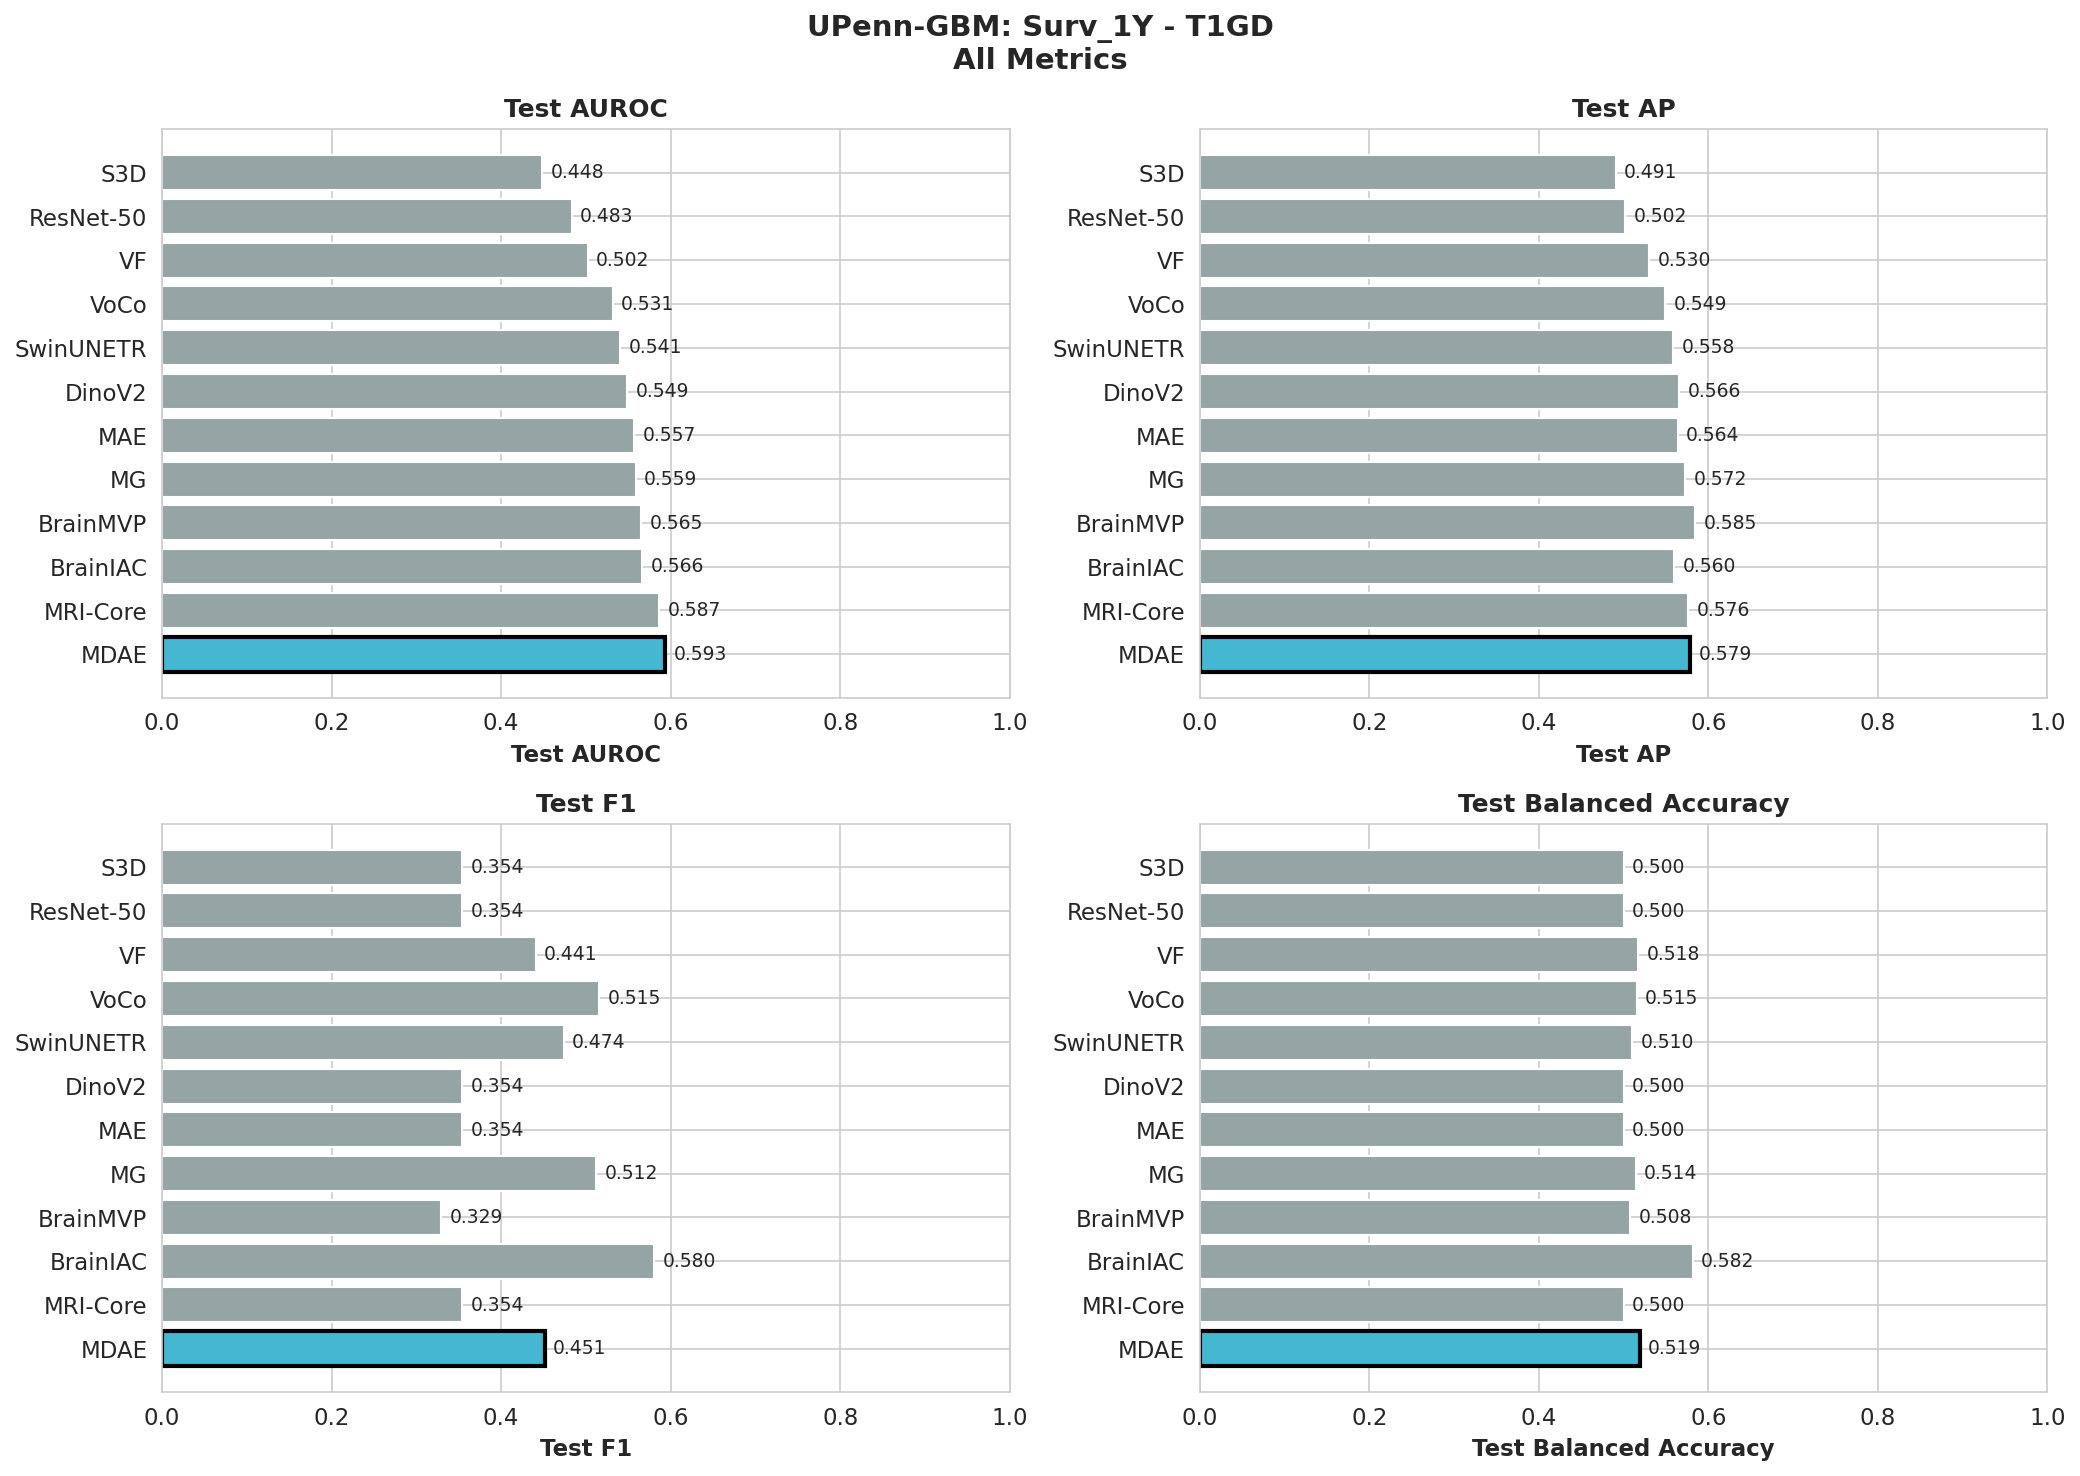 UPenn-GBM: Surv_1Y - T1GD
All Metrics
Test AUROC
S3D 0.448
ResNet-50 0.483
VF 0.502
VoCo 0.531
SwinUNETR 0.541
DinoV2 0.549
MAE 0.557
MG 0.559
BrainMVP 0.565
BrainIAC 0.566
MRI-Core 0.587
MDAE 0.593
0.0 0.2 0.4 0.6 0.8 1.0
Test AUROC
Test AP
S3D 0.491
ResNet-50 0.502
VF 0.530
VoCo 0.549
SwinUNETR 0.558
DinoV2 0.566
MAE 0.564
MG 0.572
BrainMVP 0.585
BrainIAC 0.560
MRI-Core 0.576
MDAE 0.579
0.0 0.2 0.4 0.6 0.8 1.0
Test AP
Test F1
S3D 0.354
ResNet-50 0.354
VF 0.441
VoCo 0.515
SwinUNETR 0.474
DinoV2 0.354
MAE 0.354
MG 0.512
BrainMVP 0.329
BrainIAC 0.580
MRI-Core 0.354
MDAE 0.451
0.0 0.2 0.4 0.6 0.8 1.0
Test F1
Test Balanced Accuracy
S3D 0.500
ResNet-50 0.500
VF 0.518
VoCo 0.515
SwinUNETR 0.510
DinoV2 0.500
MAE 0.500
MG 0.514
BrainMVP 0.508
BrainIAC 0.582
MRI-Core 0.500
MDAE 0.519
0.0 0.2 0.4 0.6 0.8 1.0
Test Balanced Accuracy